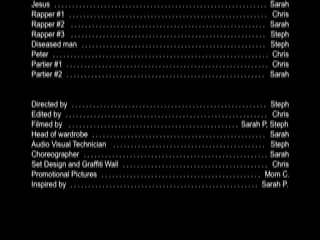 Jesus ........................................................ Sarah
Rapper #1 ........................................................ Chris
Rapper #2 ........................................................ Sarah
Rapper #3 ........................................................ Steph
Diseased man ........................................................ Steph
Peter ........................................................ Chris
Partier #1 ........................................................ Chris
Partier #2 ........................................................ Sarah
Directed by ........................................................ Steph
Edited by ........................................................ Chris
Filmed by ........................................................ Sarah P, Steph
Head of wardrobe ........................................................ Sarah
Audio Visual Technician ........................................................ Steph
Choreographer ........................................................ Sarah
Set Design and Graffiti Wall ........................................................ Chris
Promotional Pictures ........................................................ Mom C.
Inspired by ........................................................ Sarah P.